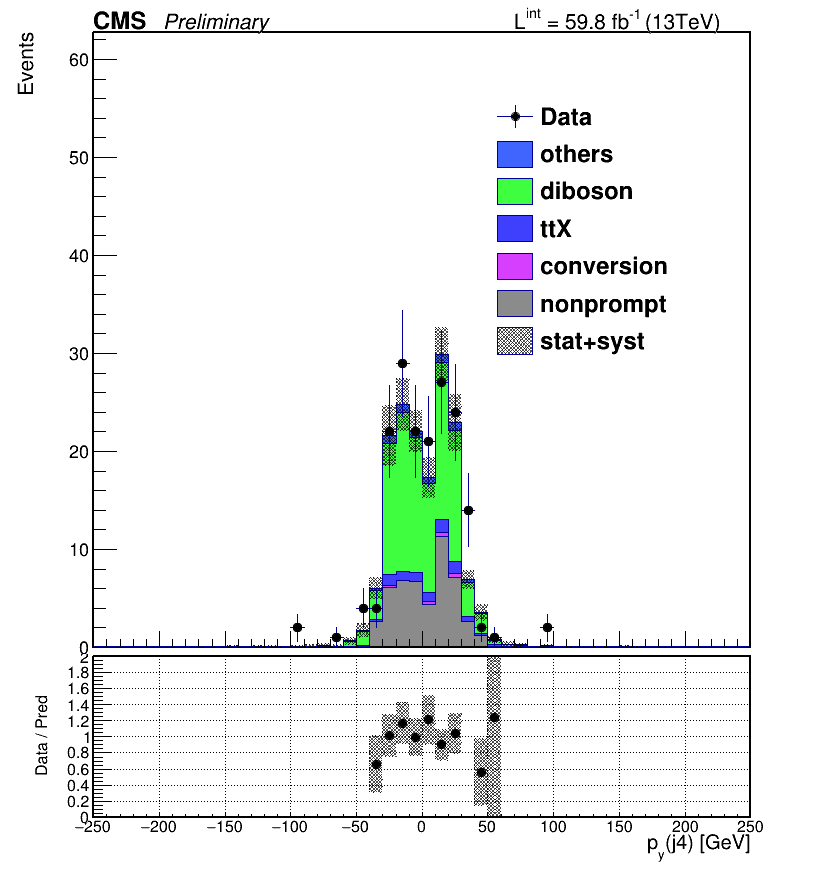 CMS Preliminary L^int = 59.8 fb^-1 (13TeV)
Events
60
50
40
30
20
10
0
Data
others
diboson
ttX
conversion
nonprompt
stat+syst
Data / Pred
2
1.8
1.6
1.4
1.2
1
0.8
0.6
0.4
0.2
0
−250 −200 −150 −100 −50 0 50 100 150 200 250
p_y(j4) [GeV]